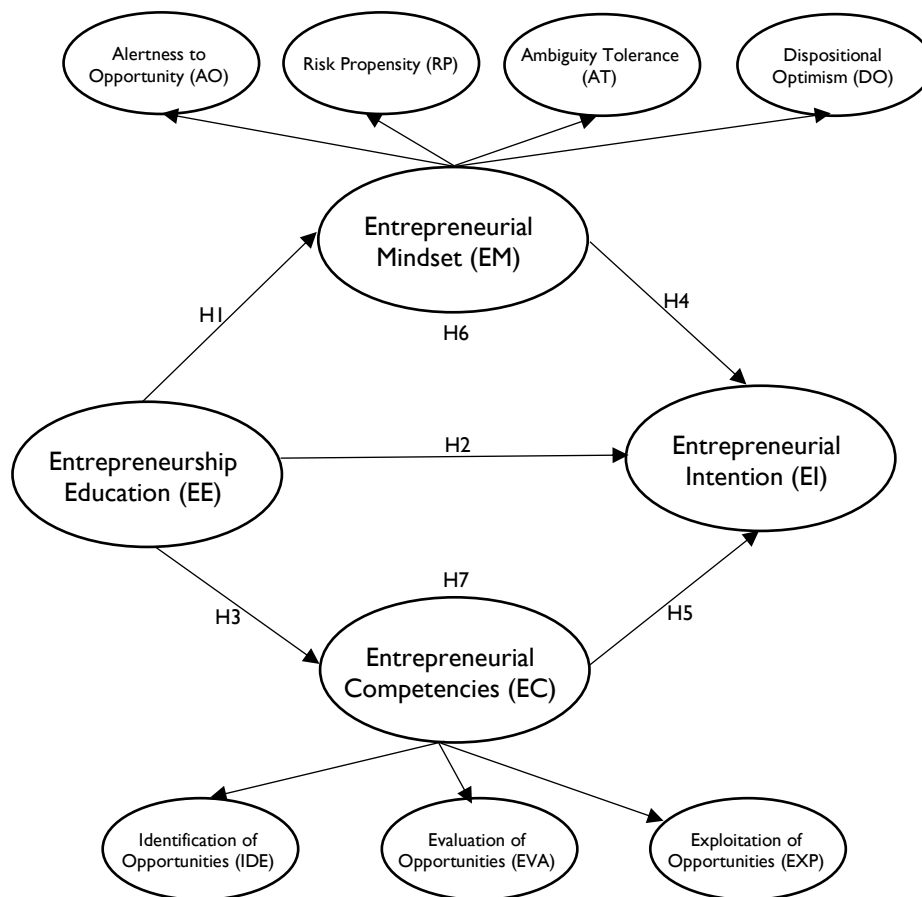 Alertness to
Opportunity (AO)
Risk Propensity (RP)
Ambiguity Tolerance
(AT)
Dispositional
Optimism (DO)
Entrepreneurial
Mindset (EM)
H1
H4
H6
Entrepreneurship
Education (EE)
H2
Entrepreneurial
Intention (EI)
H7
H3
H5
Entrepreneurial
Competencies (EC)
Identification of
Opportunities (IDE)
Evaluation of
Opportunities (EVA)
Exploitation of
Opportunities (EXP)